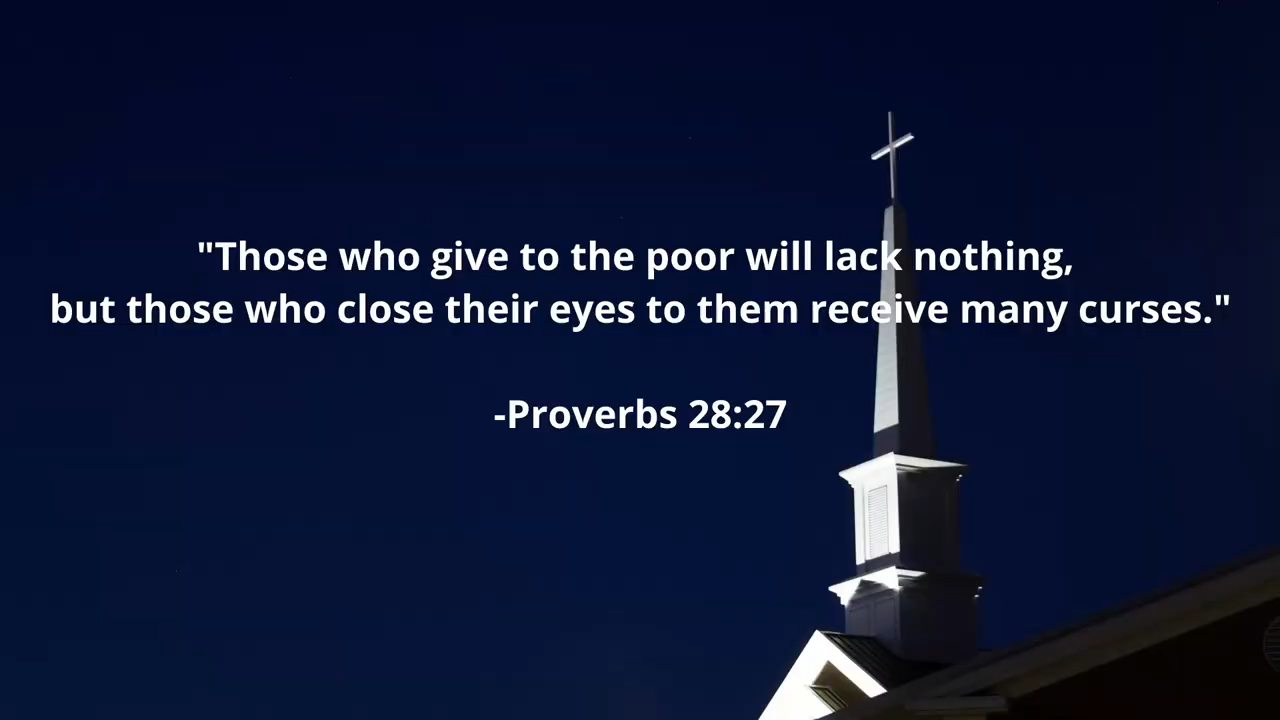 "Those who give to the poor will lack nothing,
but those who close their eyes to them receive many curses."
-Proverbs 28:27